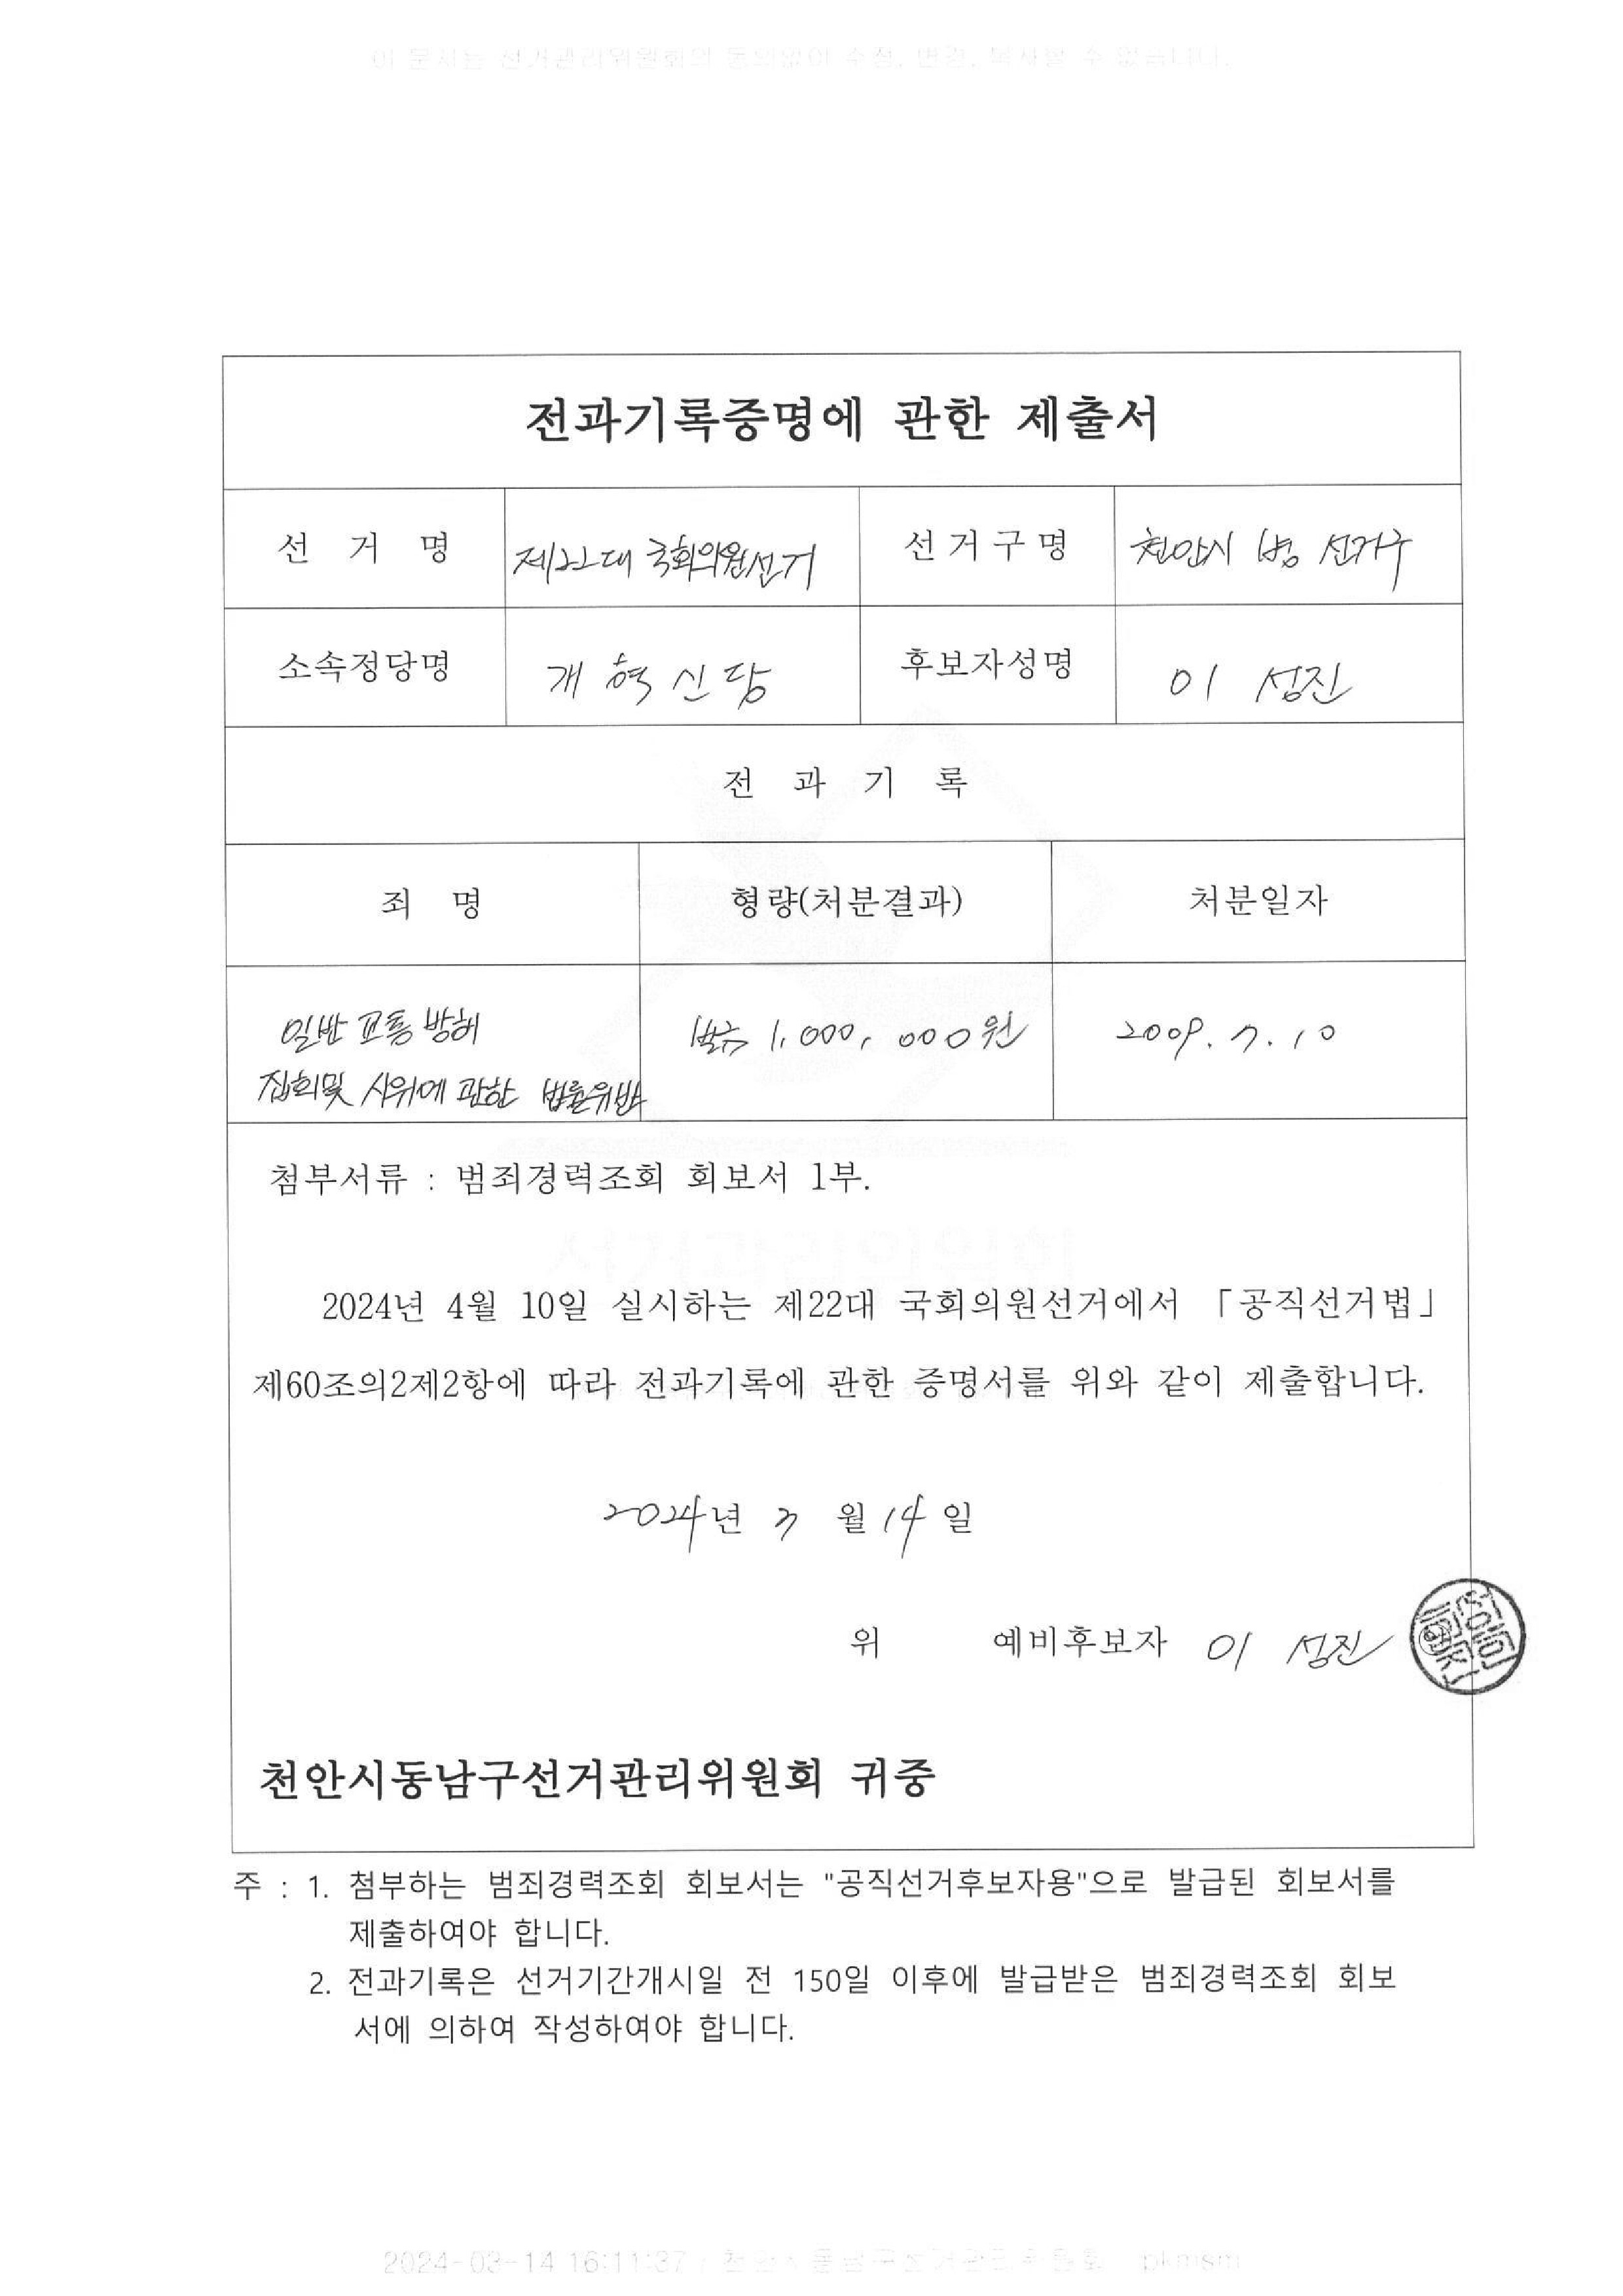 이 문서는 선거관리위원회의 동의없이 수정, 변경, 복사할 수 없습니다.
전과기록증명에 관한 제출서
선 거 명 제22대 국회의원선거 선거구명 천안시 병 선거구
소속정당명 개혁신당 후보자성명 이 성진
전 과 기 록
죄 명 형량(처분결과) 처분일자
일반교통방해 벌금 1,000,000원 2009. 7. 10
집회및 시위에 관한 법률위반
첨부서류 : 범죄경력조회 회보서 1부.
2024년 4월 10일 실시하는 제22대 국회의원선거에서 「공직선거법」
제60조의2제2항에 따라 전과기록에 관한 증명서를 위와 같이 제출합니다.
2024년 3 월 14 일
위 예비후보자 이 성진
천안시동남구선거관리위원회 귀중
주 : 1. 첨부하는 범죄경력조회 회보서는 "공직선거후보자용"으로 발급된 회보서를
제출하여야 합니다.
2. 전과기록은 선거기간개시일 전 150일 이후에 발급받은 범죄경력조회 회보
서에 의하여 작성하여야 합니다.
2024-03-14 16:11:37